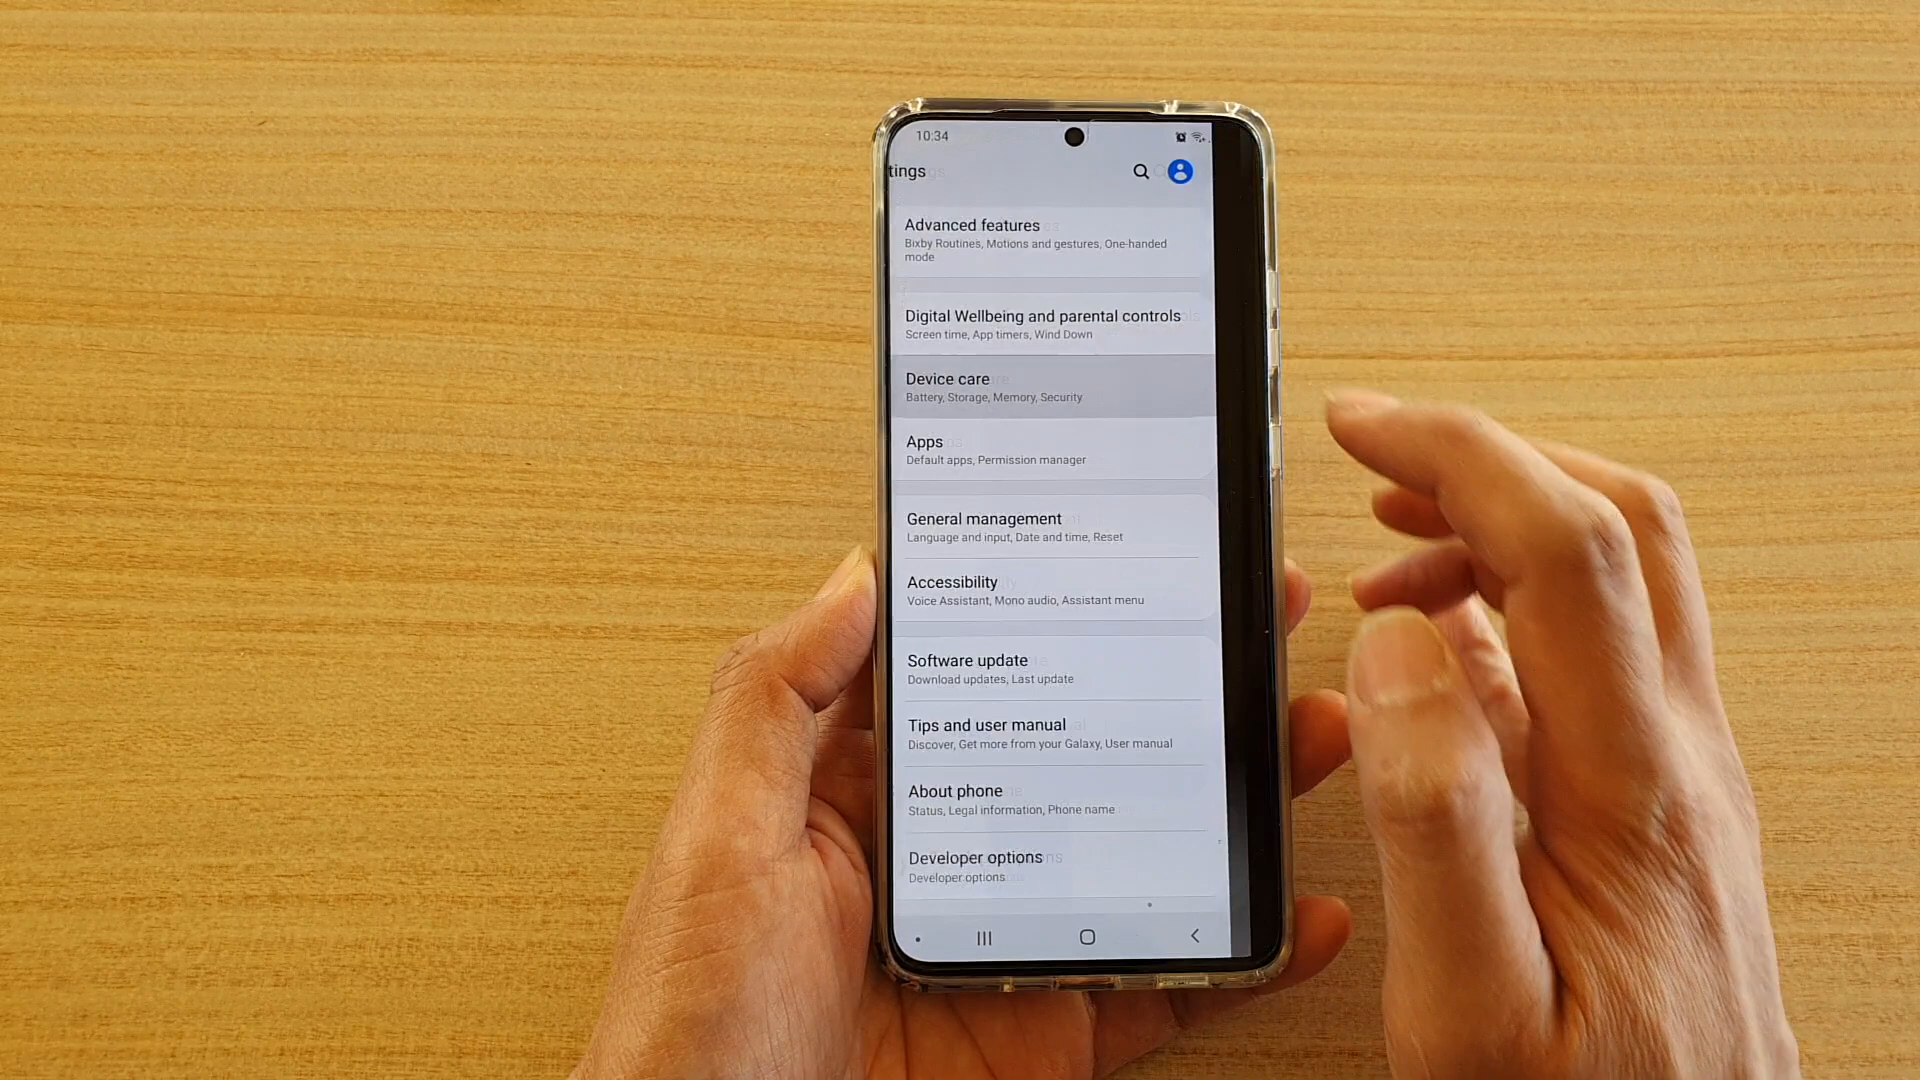 10:34
tings
Advanced features
Bixby Routines, Motions and gestures, One-handed
mode
Digital Wellbeing and parental controls
Screen time, App timers, Wind Down
Device care
Battery, Storage, Memory, Security
Apps
Default apps, Permission manager
General management
Language and input, Date and time, Reset
Accessibility
Voice Assistant, Mono audio, Assistant menu
Software update
Download updates, Last update
Tips and user manual
Discover, Get more from your Galaxy, User manual
About phone
Status, Legal information, Phone name
Developer options
Developer options